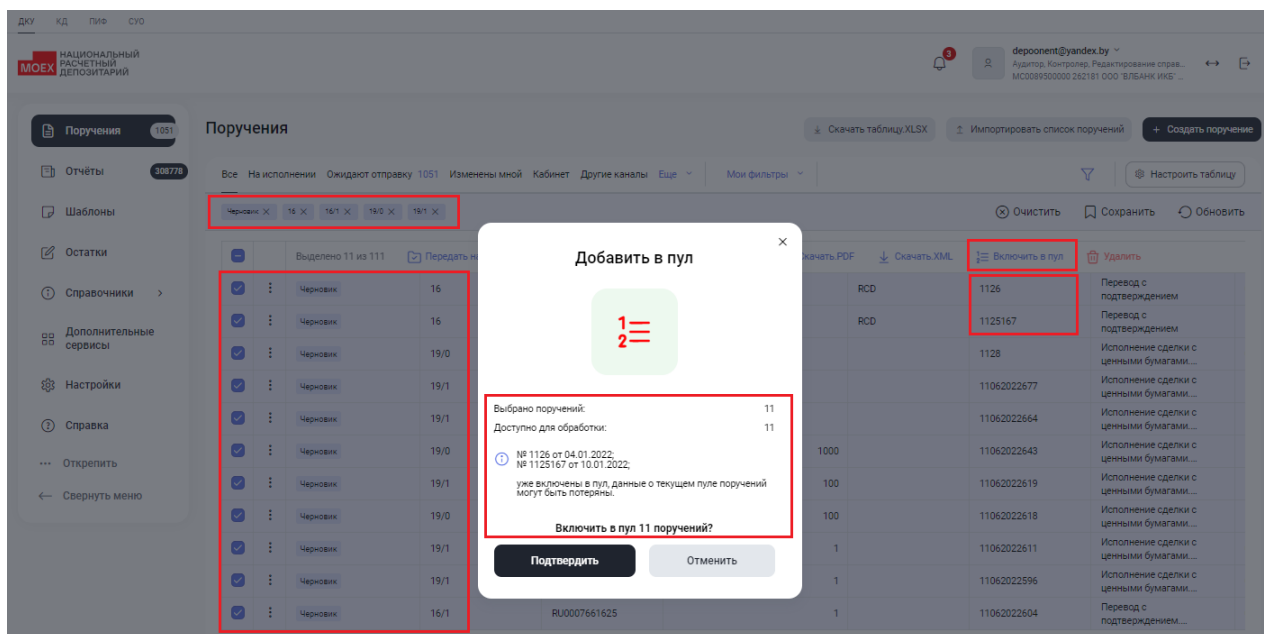 ДКУ КД ПИФ СУО
MOEX НАЦИОНАЛЬНЫЙ
РАСЧЕТНЫЙ
ДЕПОЗИТАРИЙ
3
depoonent@yandex.by
Аудитор, Контролер, Редактирование справ...
MC0089500000 262181 ООО 'ВЛБАНК ИКБ' ...
Поручения 1051
Отчёты 308778
Шаблоны
Остатки
Справочники >
Дополнительные
сервисы
Настройки
Справка
Открепить
Свернуть меню
Поручения
Скачать таблицу.XLSX Импортировать список поручений + Создать поручение
Все На исполнении Ожидают отправку 1051 Изменены мной Кабинет Другие каналы Еще Мои фильтры Настроить таблицу
Черновик X 16 X 16/1 X 19/0 X 19/1 X Очистить Сохранить Обновить
Выделено 11 из 111 Передать н Скачать.PDF Скачать.XML Включить в пул Удалить
Черновик 16 RCD 1126 Перевод с
подтверждением
Черновик 16 RCD 1125167 Перевод с
подтверждением
Черновик 19/0 1128 Исполнение сделки с
ценными бумагами....
Черновик 19/1 11062022677 Исполнение сделки с
ценными бумагами....
Черновик 19/1 11062022664 Исполнение сделки с
ценными бумагами....
Черновик 19/0 1000 11062022643 Исполнение сделки с
ценными бумагами....
Черновик 19/1 100 11062022619 Исполнение сделки с
ценными бумагами....
Черновик 19/0 100 11062022618 Исполнение сделки с
ценными бумагами....
Черновик 19/1 1 11062022611 Исполнение сделки с
ценными бумагами....
Черновик 19/1 1 11062022596 Исполнение сделки с
ценными бумагами....
Черновик 16/1 RU0007661625 1 11062022604 Перевод с
подтверждением....
Добавить в пул
1
2
Выбрано поручений: 11
Доступно для обработки: 11
№ 1126 от 04.01.2022;
№ 1125167 от 10.01.2022;
уже включены в пул, данные о текущем пуле поручений
могут быть потеряны.
Включить в пул 11 поручений?
Подтвердить Отменить